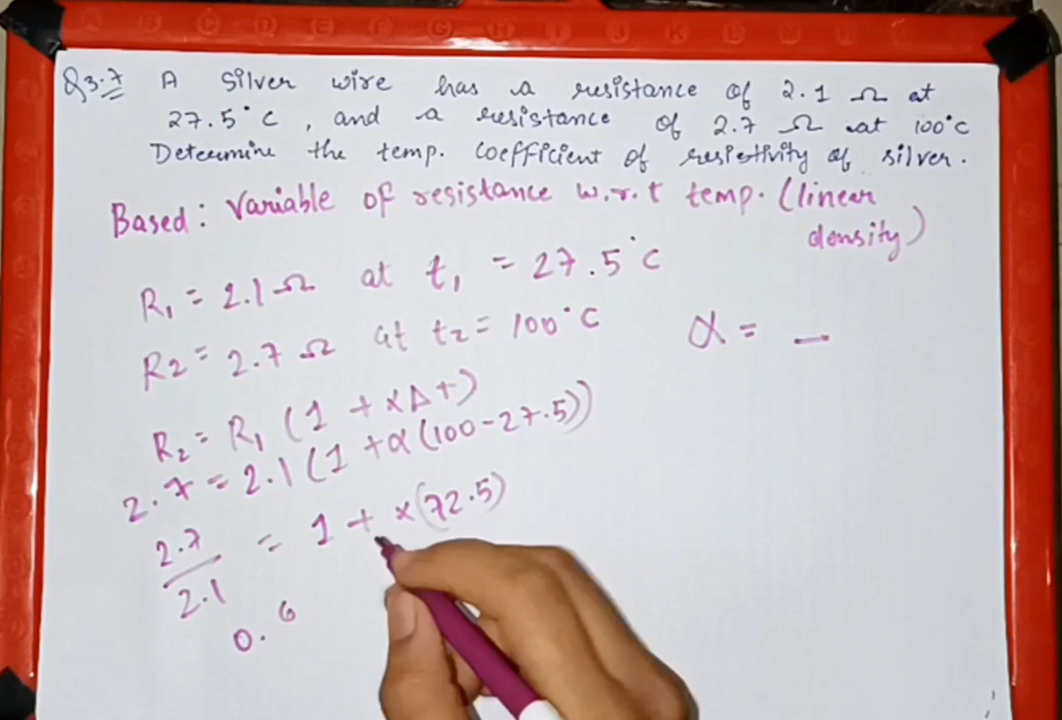 Q3.7 A silver wire has a resistance of 2.1 Ω at
27.5°C , and a resistance of 2.7 Ω at 100°C
Determine the temp. coefficient of resistivity of silver.
Based : Variable of resistance w.r.t temp. (linear
density)
R₁ = 2.1 Ω at t₁ = 27.5°C
R2 = 2.7 Ω at t2 = 100°C
α = _
R₂ = R₁ (1 + αΔt)
2.7 = 2.1 (1 + α(100-27.5))
2.7/2.1 = 1 + α(72.5)
0.6